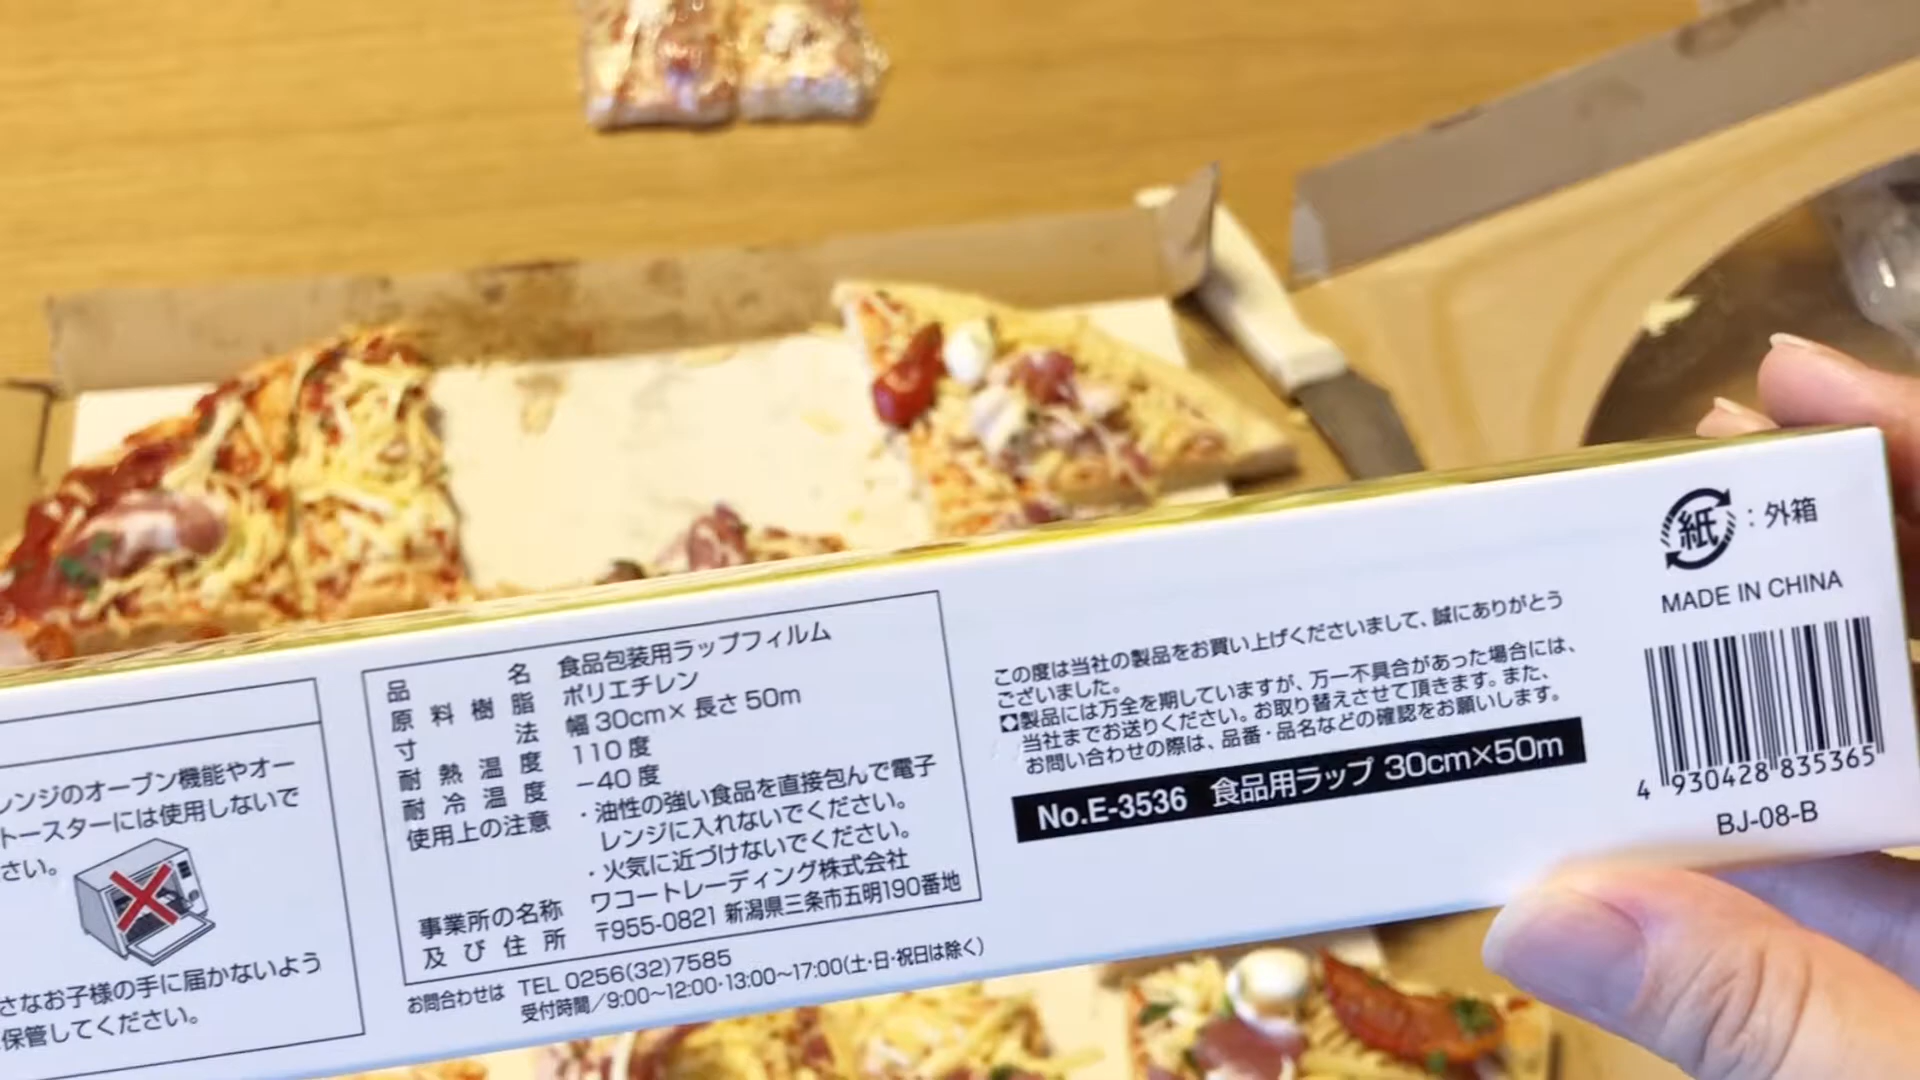 レンジのオーブン機能やオー
トースターには使用しないで
さい。
さなお子様の手に届かないよう
保管してください。
品名 食品包装用ラップフィルム
原料樹脂 ポリエチレン
寸法 幅30cm×長さ50m
耐熱温度 110度
耐冷温度 -40度
使用上の注意 ・油性の強い食品を直接包んで電子
レンジに入れないでください。
・火気に近づけないでください。
事業所の名称 ワコートレーディング株式会社
及び住所 〒955-0821 新潟県三条市五明190番地
お問合わせは TEL 0256(32)7585
受付時間/9:00~12:00・13:00~17:00(土・日・祝日は除く)
この度は当社の製品をお買い上げくださいまして、誠にありがとう
ございました。
製品には万全を期していますが、万一不具合があった場合には、
当社までお送りください。お取り替えさせて頂きます。また、
お問い合わせの際は、品番・品名などの確認をお願いします。
No.E-3536 食品用ラップ 30cm×50m
紙:外箱
MADE IN CHINA
4 930428 835365
BJ-08-B